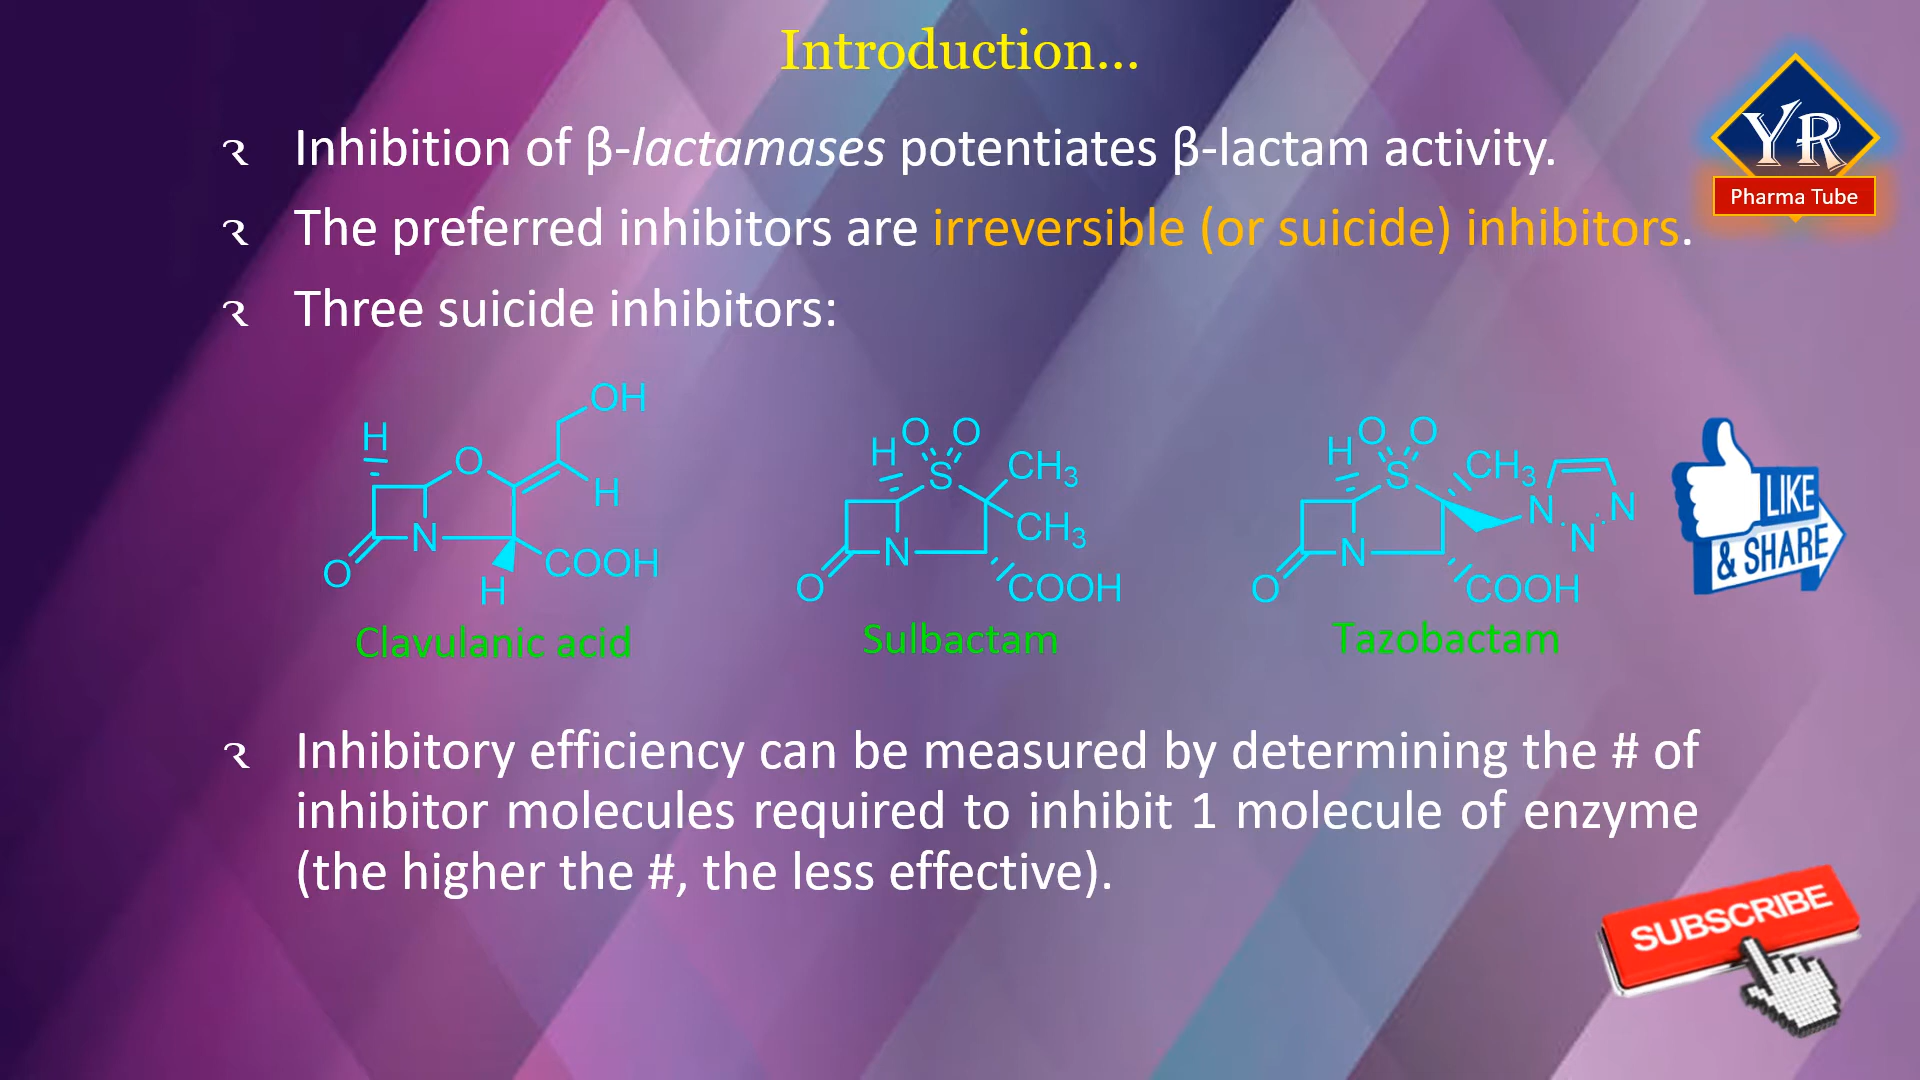 Introduction...
Inhibition of β-lactamases potentiates β-lactam activity.
YR
Pharma Tube
The preferred inhibitors are irreversible (or suicide) inhibitors.
Three suicide inhibitors:
H
O
OH
H
N
O
H
COOH
H
O O
S
CH3
CH3
N
O
COOH
H
O O
S
CH3
N
N
N
N
O
COOH
LIKE
& SHARE
Clavulanic acid
Sulbactam
Tazobactam
Inhibitory efficiency can be measured by determining the # of
inhibitor molecules required to inhibit 1 molecule of enzyme
(the higher the #, the less effective).
SUBSCRIBE